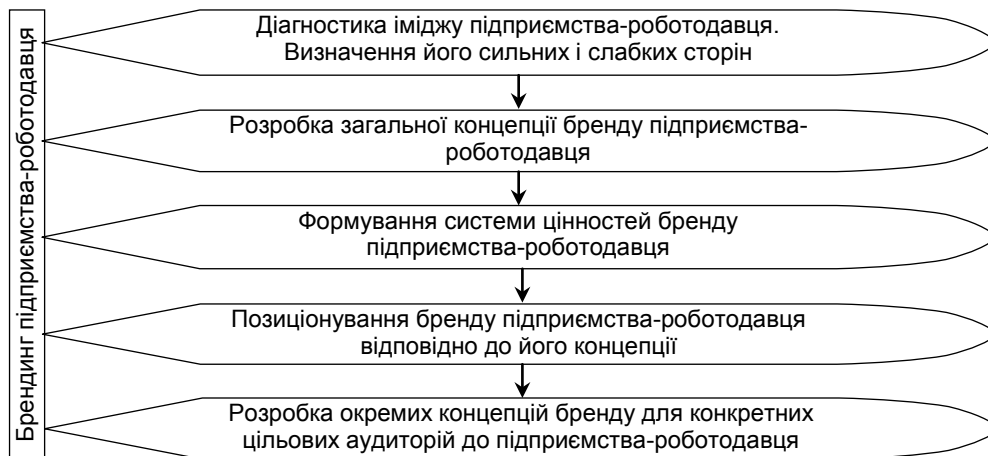 Брендинг підприємства-роботодавця
Діагностика іміджу підприємства-роботодавця.
Визначення його сильних і слабких сторін
Розробка загальної концепції бренду підприємства-
роботодавця
Формування системи цінностей бренду
підприємства-роботодавця
Позиціонування бренду підприємства-роботодавця
відповідно до його концепції
Розробка окремих концепцій бренду для конкретних
цільових аудиторій до підприємства-роботодавця